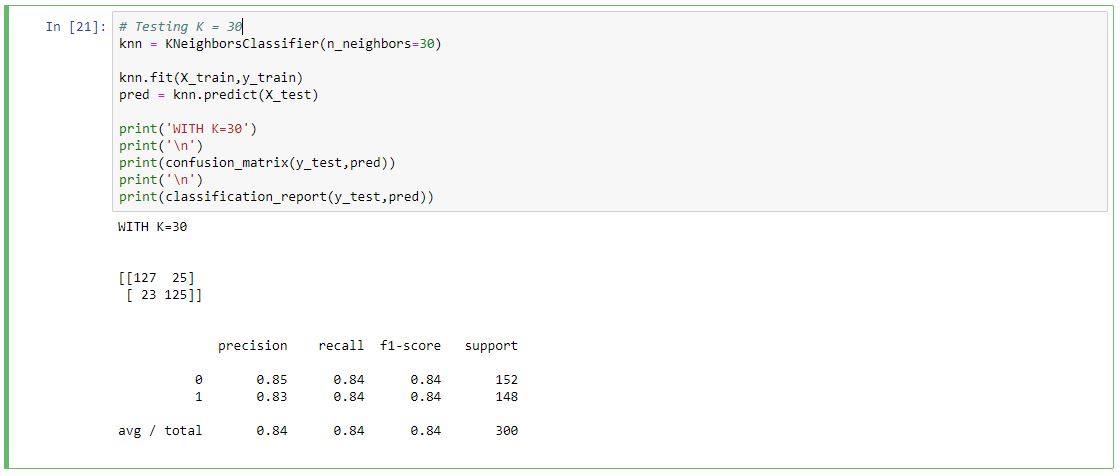 In [21]: # Testing K = 30
knn = KNeighborsClassifier(n_neighbors=30)
knn.fit(X_train,y_train)
pred = knn.predict(X_test)
print('WITH K=30')
print('\n')
print(confusion_matrix(y_test,pred))
print('\n')
print(classification_report(y_test,pred))
WITH K=30
[[127  25]
 [ 23 125]]
precision    recall  f1-score   support
0       0.85      0.84      0.84       152
1       0.83      0.84      0.84       148
avg / total       0.84      0.84      0.84       300